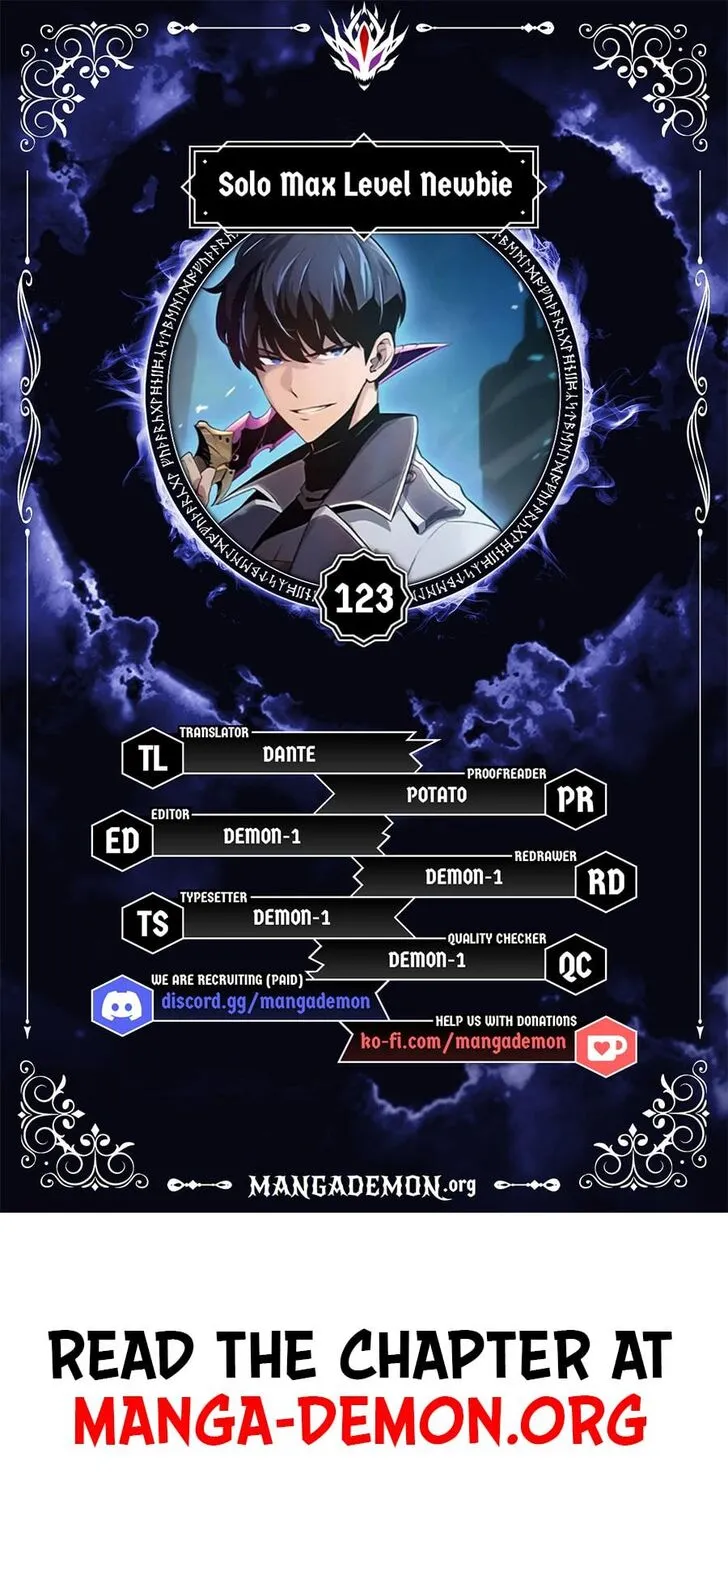 Solo Max Level Newbie
123
TRANSLATOR
TL DANTE
PROOFREADER
POTATO PR
EDITOR
ED DEMON-1
REDRAWER
DEMON-1 RD
TYPESETTER
TS DEMON-1
QUALITY CHECKER
DEMON-1 QC
WE ARE RECRUITING (PAID)
discord.gg/mangademon
HELP US WITH DONATIONS
ko-fi.com/mangademon
MANGADEMON.org
READ THE CHAPTER AT
MANGA-DEMON.ORG